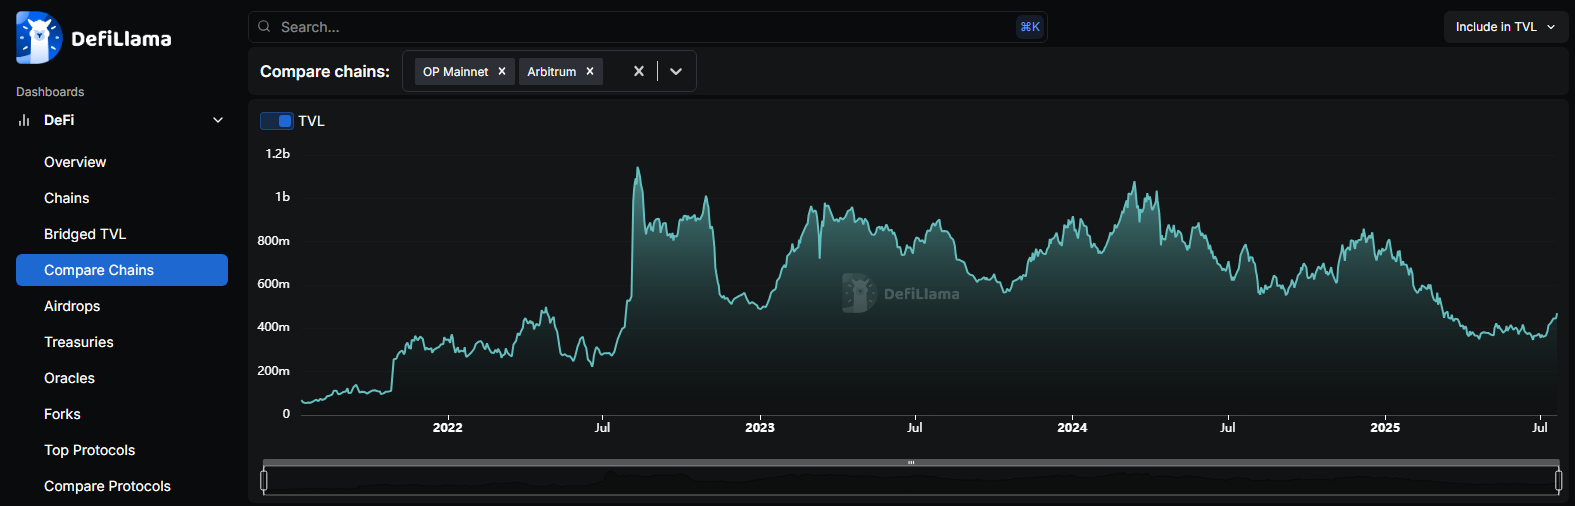 DefiLlama
Search...
⌘K
Include in TVL
Compare chains:
OP Mainnet ×
Arbitrum ×
Dashboards
DeFi
Overview
Chains
Bridged TVL
Compare Chains
Airdrops
Treasuries
Oracles
Forks
Top Protocols
Compare Protocols
TVL
1.2b
1b
800m
600m
400m
200m
0
DefiLlama
2022 Jul 2023 Jul 2024 Jul 2025 Jul